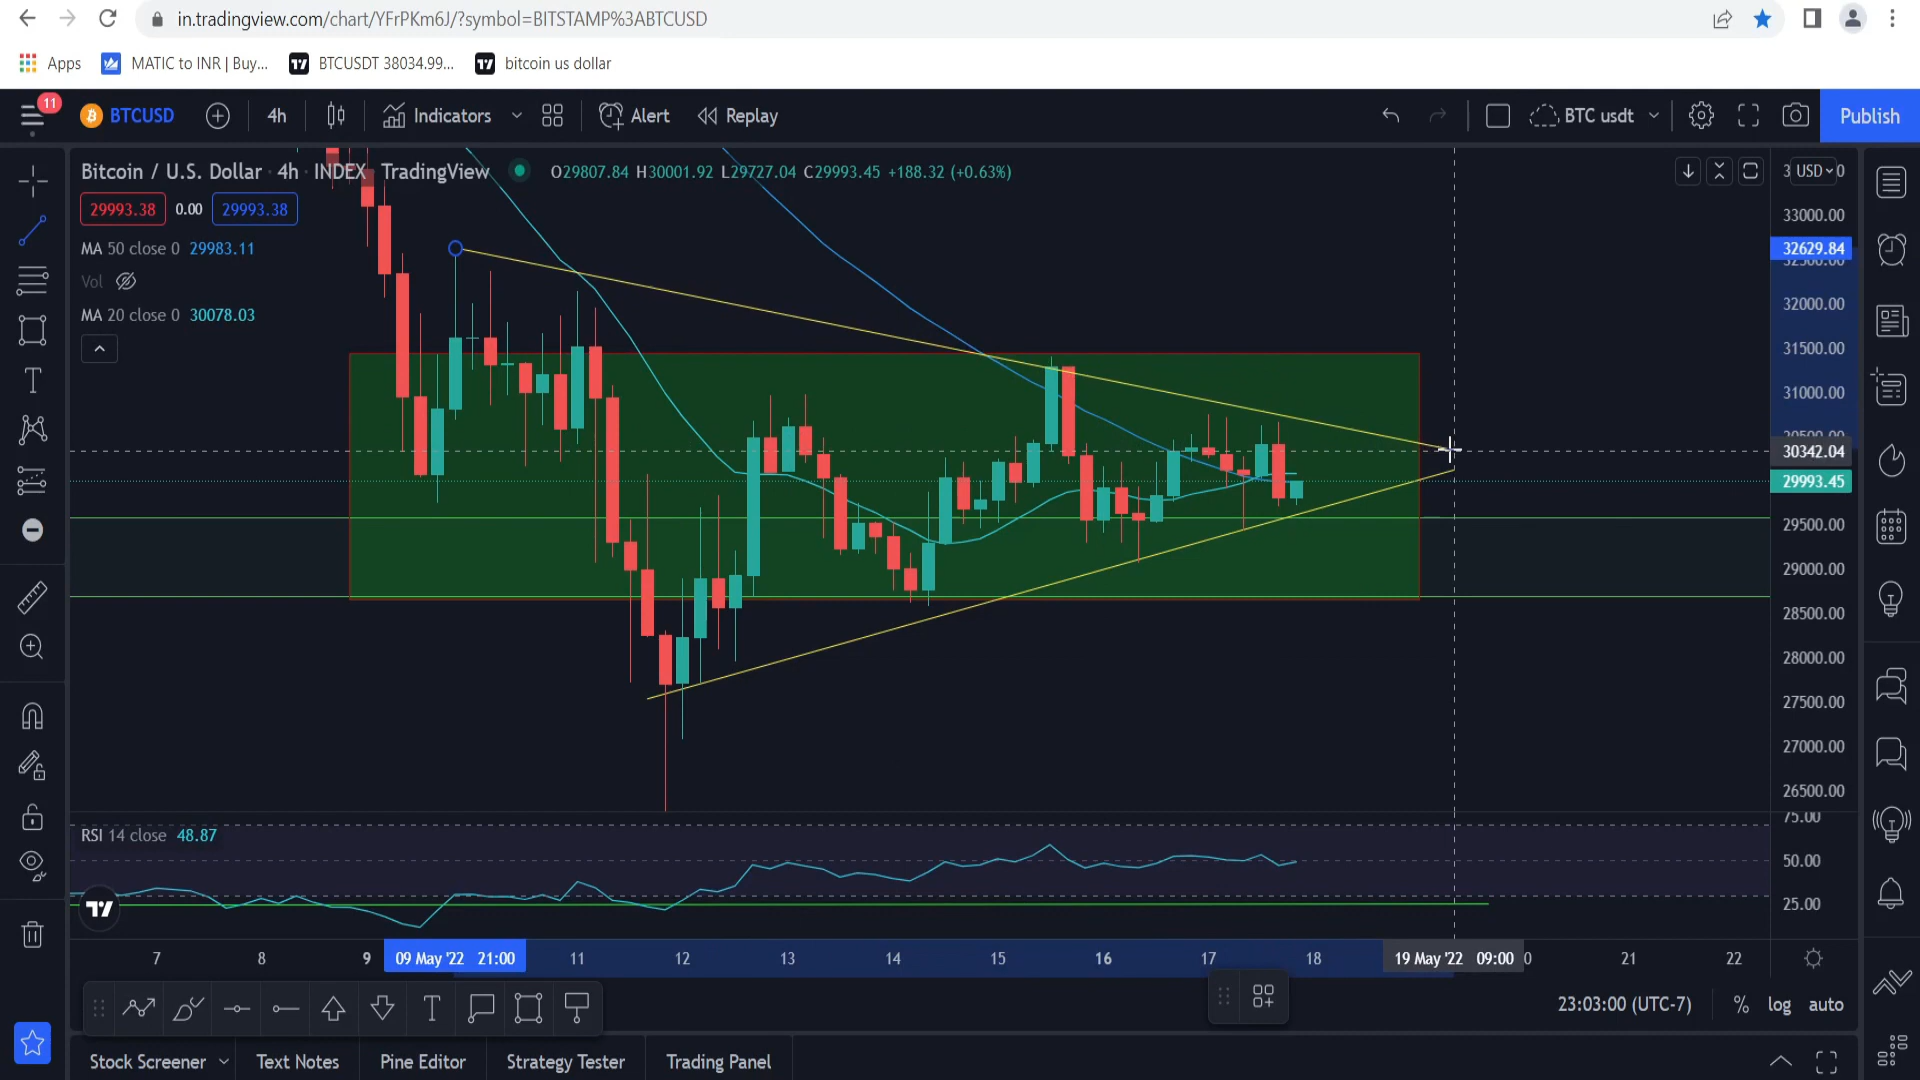 in.tradingview.com/chart/YFrPKm6J/?symbol=BITSTAMP%3ABTCUSD
Apps MATIC to INR | Buy... BTCUSDT 38034.99... bitcoin us dollar
11 BTCUSD 4h Indicators Alert Replay BTC usdt Publish
Bitcoin / U.S. Dollar · 4h · INDEX TradingView O29807.84 H30001.92 L29727.04 C29993.45 +188.32 (+0.63%)
3 USD 0
29993.38 0.00 29993.38
33000.00
MA 50 close 0 29983.11
32629.84
Vol
32000.00
MA 20 close 0 30078.03
31500.00
31000.00
30342.04
29993.45
29500.00
29000.00
28500.00
28000.00
27500.00
27000.00
26500.00
75.00
RSI 14 close 48.87
50.00
25.00
7 8 9 09 May '22 21:00 11 12 13 14 15 16 17 18 19 May '22 09:00 0 21 22
23:03:00 (UTC-7) % log auto
Stock Screener Text Notes Pine Editor Strategy Tester Trading Panel